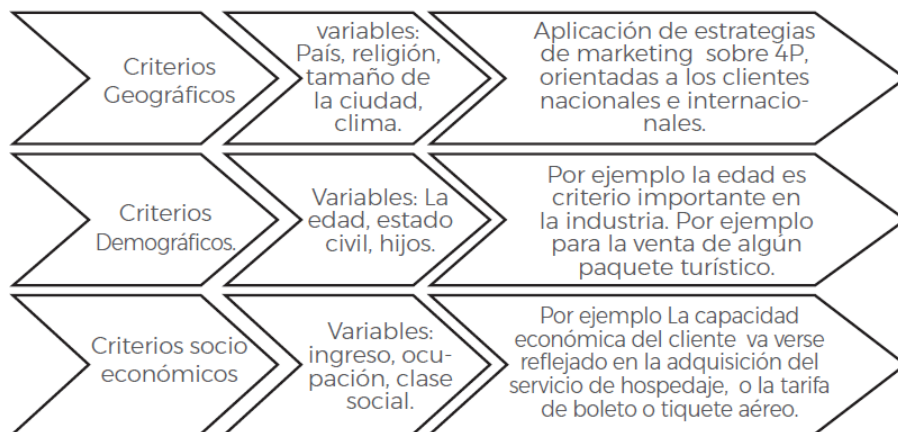 Criterios
Geográficos
variables:
País, religión,
tamaño de
la ciudad,
clima.
Aplicación de estrategias
de marketing sobre 4P,
orientadas a los clientes
nacionales e internacio-
nales.
Criterios
Demográficos.
Variables: La
edad, estado
civil, hijos.
Por ejemplo la edad es
criterio importante en
la industria. Por ejemplo
para la venta de algún
paquete turístico.
Criterios socio
económicos
Variables:
ingreso, ocu-
pación, clase
social.
Por ejemplo La capacidad
económica del cliente va verse
reflejado en la adquisición del
servicio de hospedaje, o la tarifa
de boleto o tiquete aéreo.